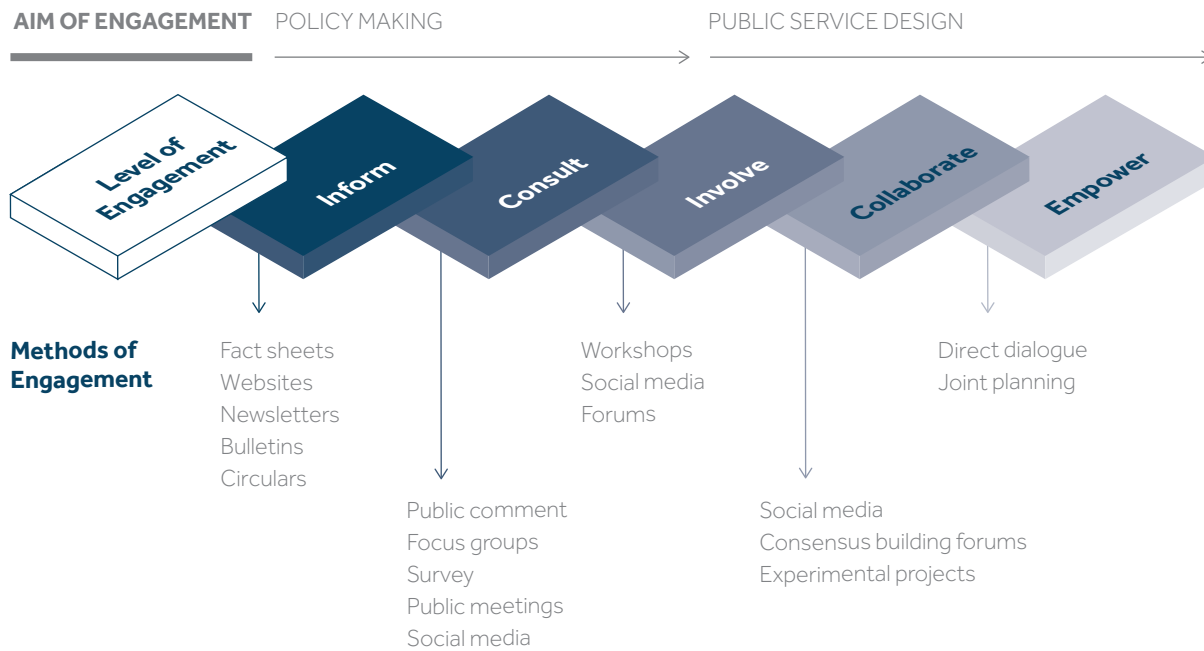 AIM OF ENGAGEMENT
POLICY MAKING
PUBLIC SERVICE DESIGN
Level of
Engagement
Inform
Consult
Involve
Collaborate
Empower
Methods of
Engagement
Fact sheets
Websites
Newsletters
Bulletins
Circulars
Public comment
Focus groups
Survey
Public meetings
Social media
Workshops
Social media
Forums
Social media
Consensus building forums
Experimental projects
Direct dialogue
Joint planning